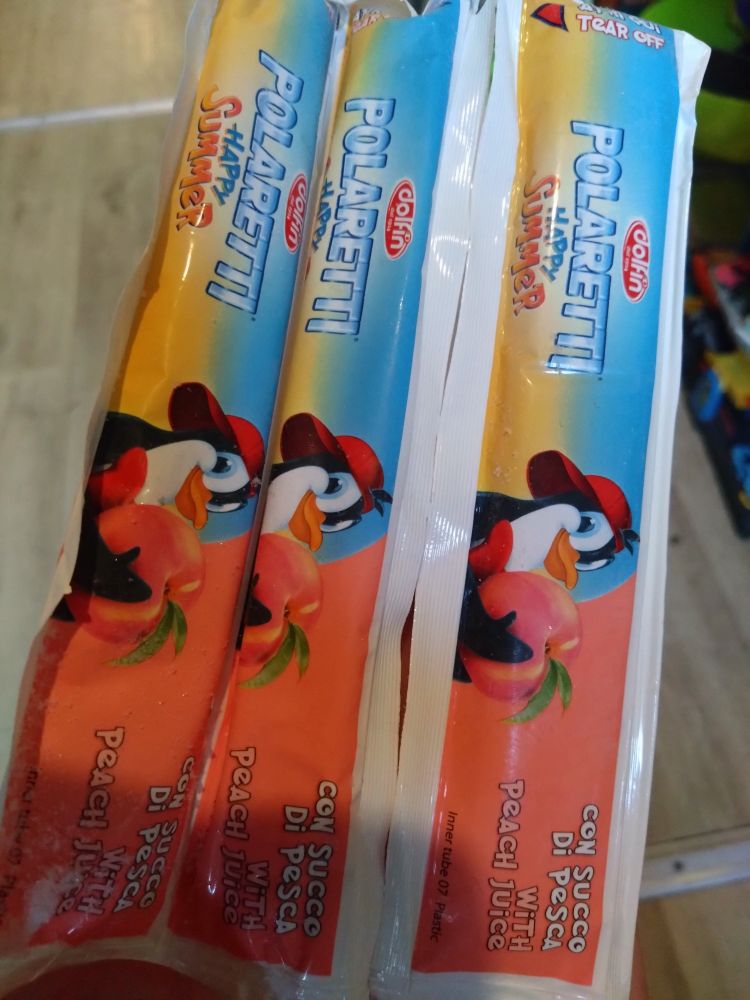 POLARETTI
HAPPY
SUMMER
dolfin
CON SUCCO
DI PESCA
WITH
PEACH JUICE
POLARETTI
HAPPY
dolfin
CON SUCCO
DI PESCA
WITH
PEACH JUICE
TEAR OFF
POLARETTI
HAPPY
SUMMER
dolfin
CON SUCCO
DI PESCA
WITH
PEACH JUICE
Inner tube 07 Plastic